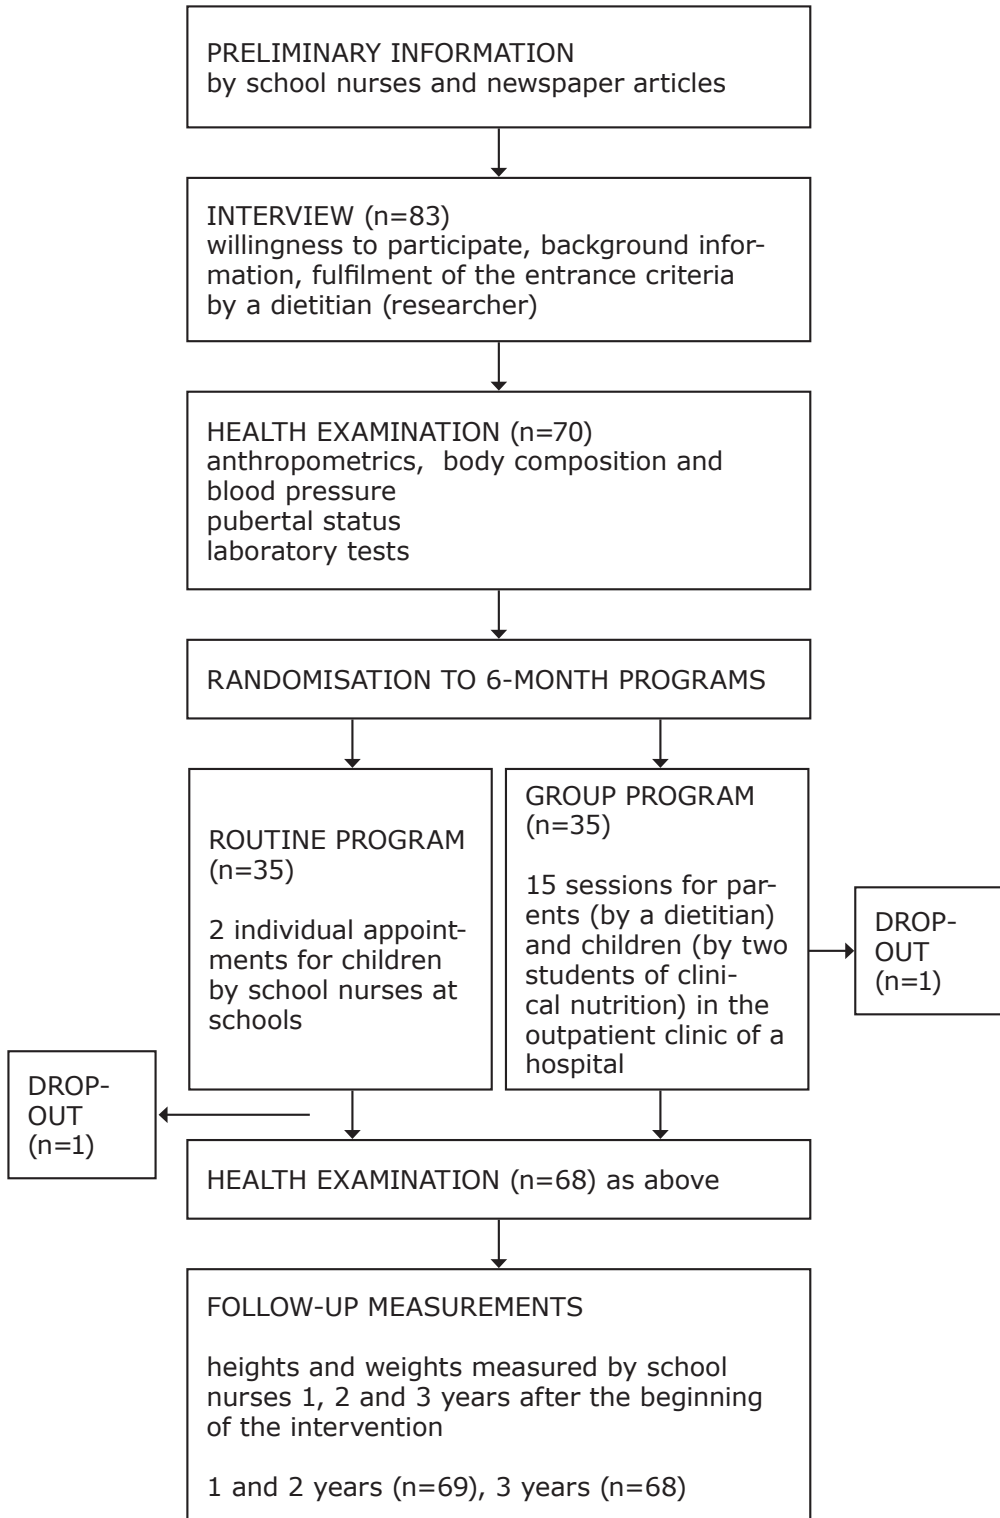 PRELIMINARY INFORMATION
by school nurses and newspaper articles
INTERVIEW (n=83)
willingness to participate, background infor-
mation, fulfilment of the entrance criteria
by a dietitian (researcher)
HEALTH EXAMINATION (n=70)
anthropometrics, body composition and
blood pressure
pubertal status
laboratory tests
RANDOMISATION TO 6-MONTH PROGRAMS
ROUTINE PROGRAM
(n=35)
2 individual appoint-
ments for children
by school nurses at
schools
GROUP PROGRAM
(n=35)
15 sessions for par-
ents (by a dietitian)
and children (by two
students of clini-
cal nutrition) in the
outpatient clinic of a
hospital
DROP-
OUT
(n=1)
DROP-
OUT
(n=1)
HEALTH EXAMINATION (n=68) as above
FOLLOW-UP MEASUREMENTS
heights and weights measured by school
nurses 1, 2 and 3 years after the beginning
of the intervention
1 and 2 years (n=69), 3 years (n=68)